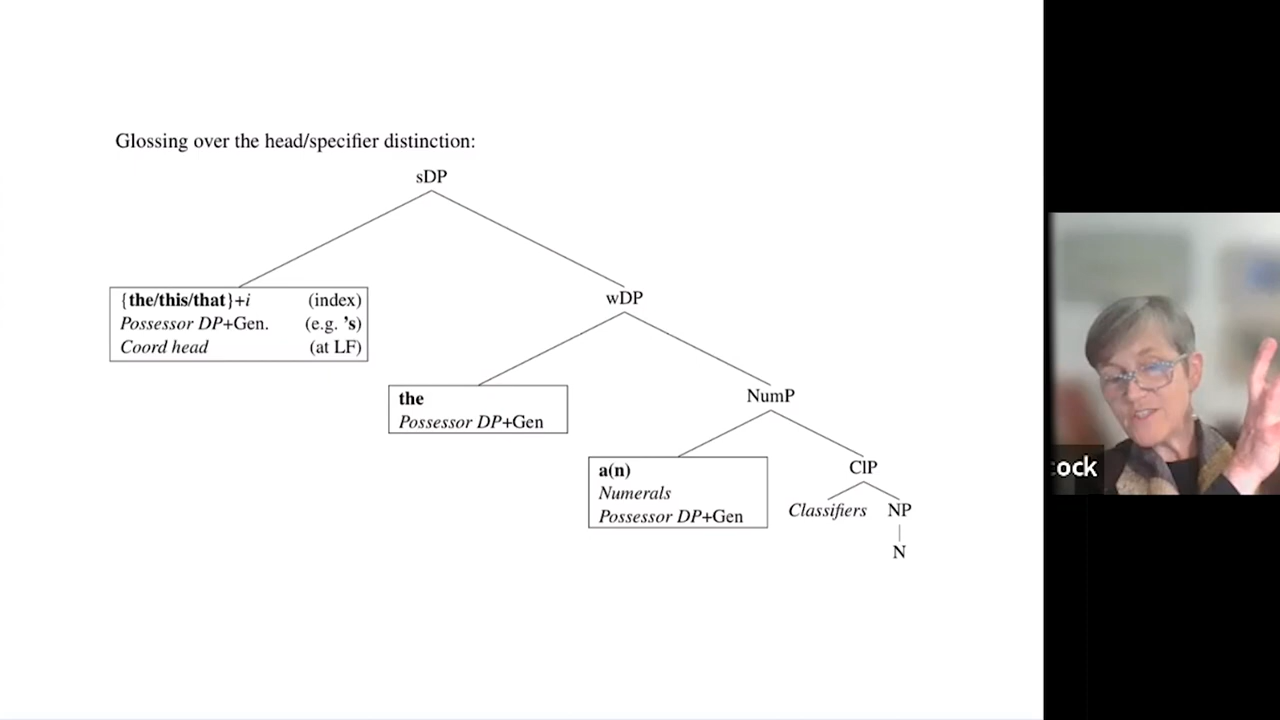 Glossing over the head/specifier distinction:
sDP
{the/this/that}+i (index)
Possessor DP+Gen. (e.g. 's)
Coord head (at LF)
wDP
the
Possessor DP+Gen
NumP
a(n)
Numerals
Possessor DP+Gen
ClP
Classifiers NP
N
cock